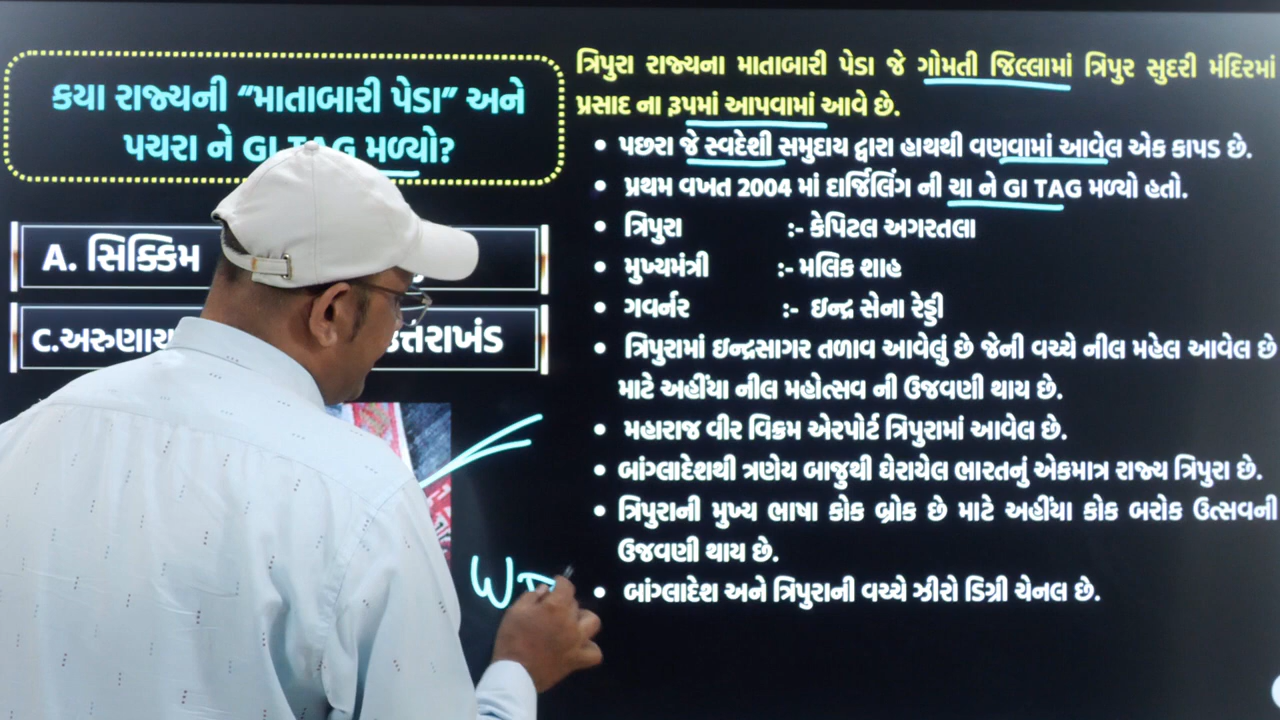 કયા રાજ્યની “માતાબારી પેડા” અને
પચરા ને GI TAG મળ્યો?
A. સિક્કિમ
C.અરુણાચ
ત્તરાખંડ
ત્રિપુરા રાજ્યના માતાબારી પેડા જે ગોમતી જિલ્લામાં ત્રિપુર સુદરી મંદિરમાં
પ્રસાદ ના રૂપમાં આપવામાં આવે છે.
• પછરા જે સ્વદેશી સમુદાય દ્વારા હાથથી વણવામાં આવેલ એક કાપડ છે.
• પ્રથમ વખત 2004 માં દાર્જિલિંગ ની ચા ને GI TAG મળ્યો હતો.
• ત્રિપુરા :- કેપિટલ અગરતલા
• મુખ્યમંત્રી :- મલિક શાહ
• ગવર્નર :- ઇન્દ્ર સેના રેડ્ડી
• ત્રિપુરામાં ઇન્દ્રસાગર તળાવ આવેલું છે જેની વચ્ચે નીલ મહેલ આવેલ છે
માટે અહીંયા નીલ મહોત્સવ ની ઉજવણી થાય છે.
• મહારાજ વીર વિક્રમ એરપોર્ટ ત્રિપુરામાં આવેલ છે.
• બાંગ્લાદેશથી ત્રણેય બાજુથી ઘેરાયેલ ભારતનું એકમાત્ર રાજ્ય ત્રિપુરા છે.
• ત્રિપુરાની મુખ્ય ભાષા કોક બ્રોક છે માટે અહીંયા કોક બરોક ઉત્સવની
ઉજવણી થાય છે.
• બાંગ્લાદેશ અને ત્રિપુરાની વચ્ચે ઝીરો ડિગ્રી ચેનલ છે.